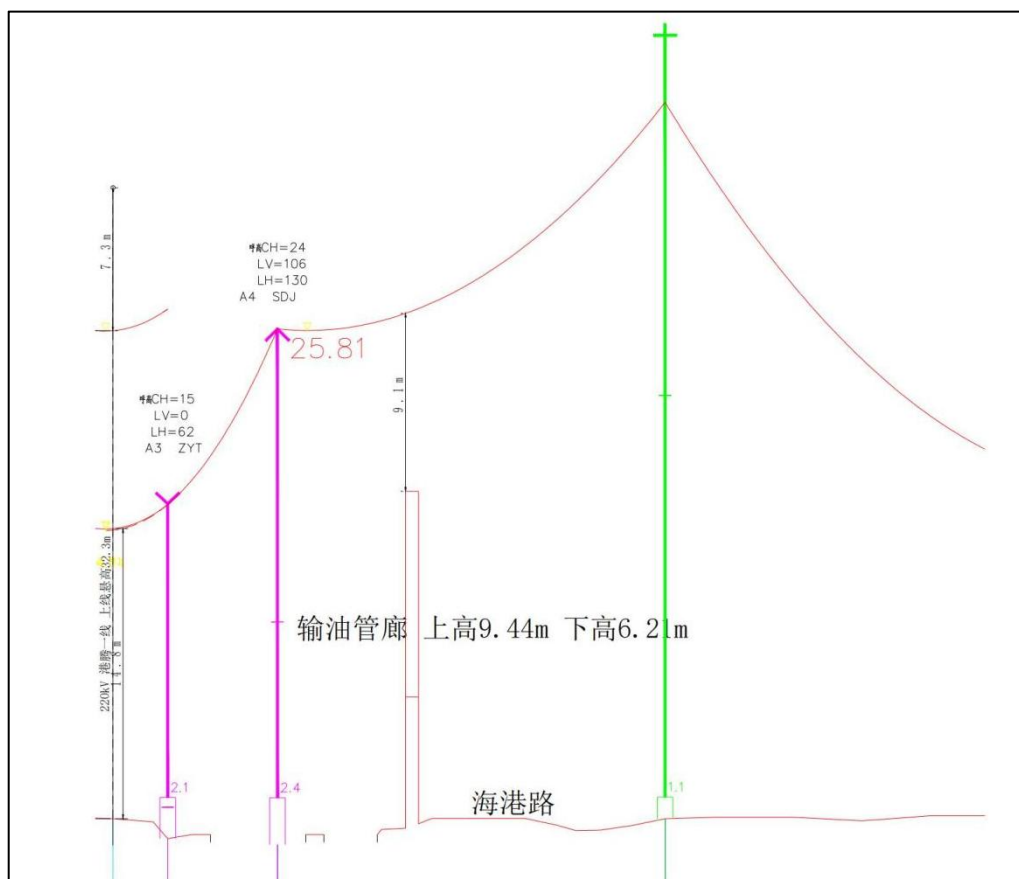 7.3m
呼高CH=24
LV=106
LH=130
A4 SDJ
25.81
呼高CH=15
LV=0
LH=62
A3 ZYT
9.1m
220kV 港腾一线 上线悬高32.3m
14.8m
输油管廊 上高9.44m 下高6.21m
2.1
2.4
1.1
海港路